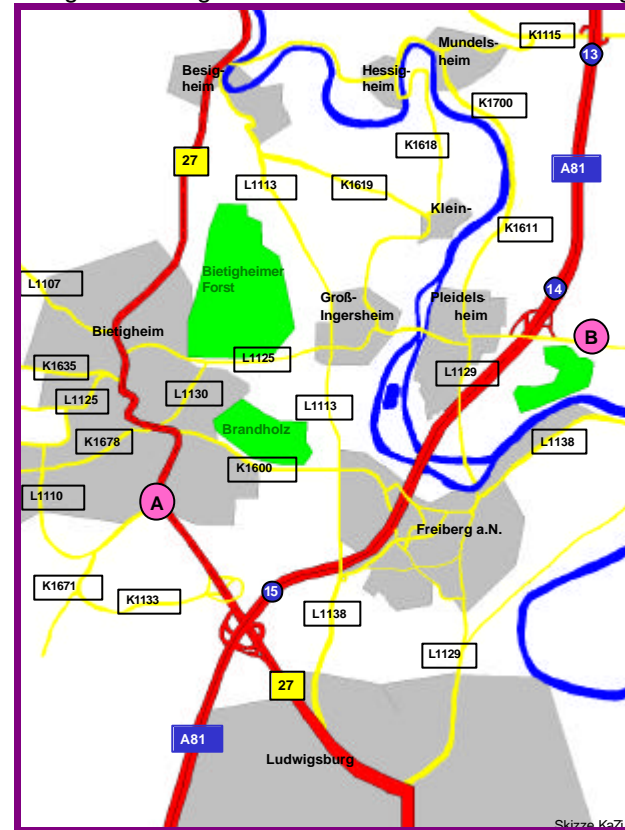 K1115
Mundels-
heim
13
Besig-
heim
Hessig-
heim
K1700
K1618
27
A81
L1113
K1619
Klein-
K1611
Bietigheimer
Forst
L1107
14
Groß-
Ingersheim
Pleidels
heim
Bietigheim
B
L1125
K1635
L1129
L1130
L1125
L1113
Brandholz
K1678
L1138
K1600
L1110
A
Freiberg a.N.
K1671
K1133
15
L1138
L1129
27
A81
Ludwigsburg
Skizze KaZi